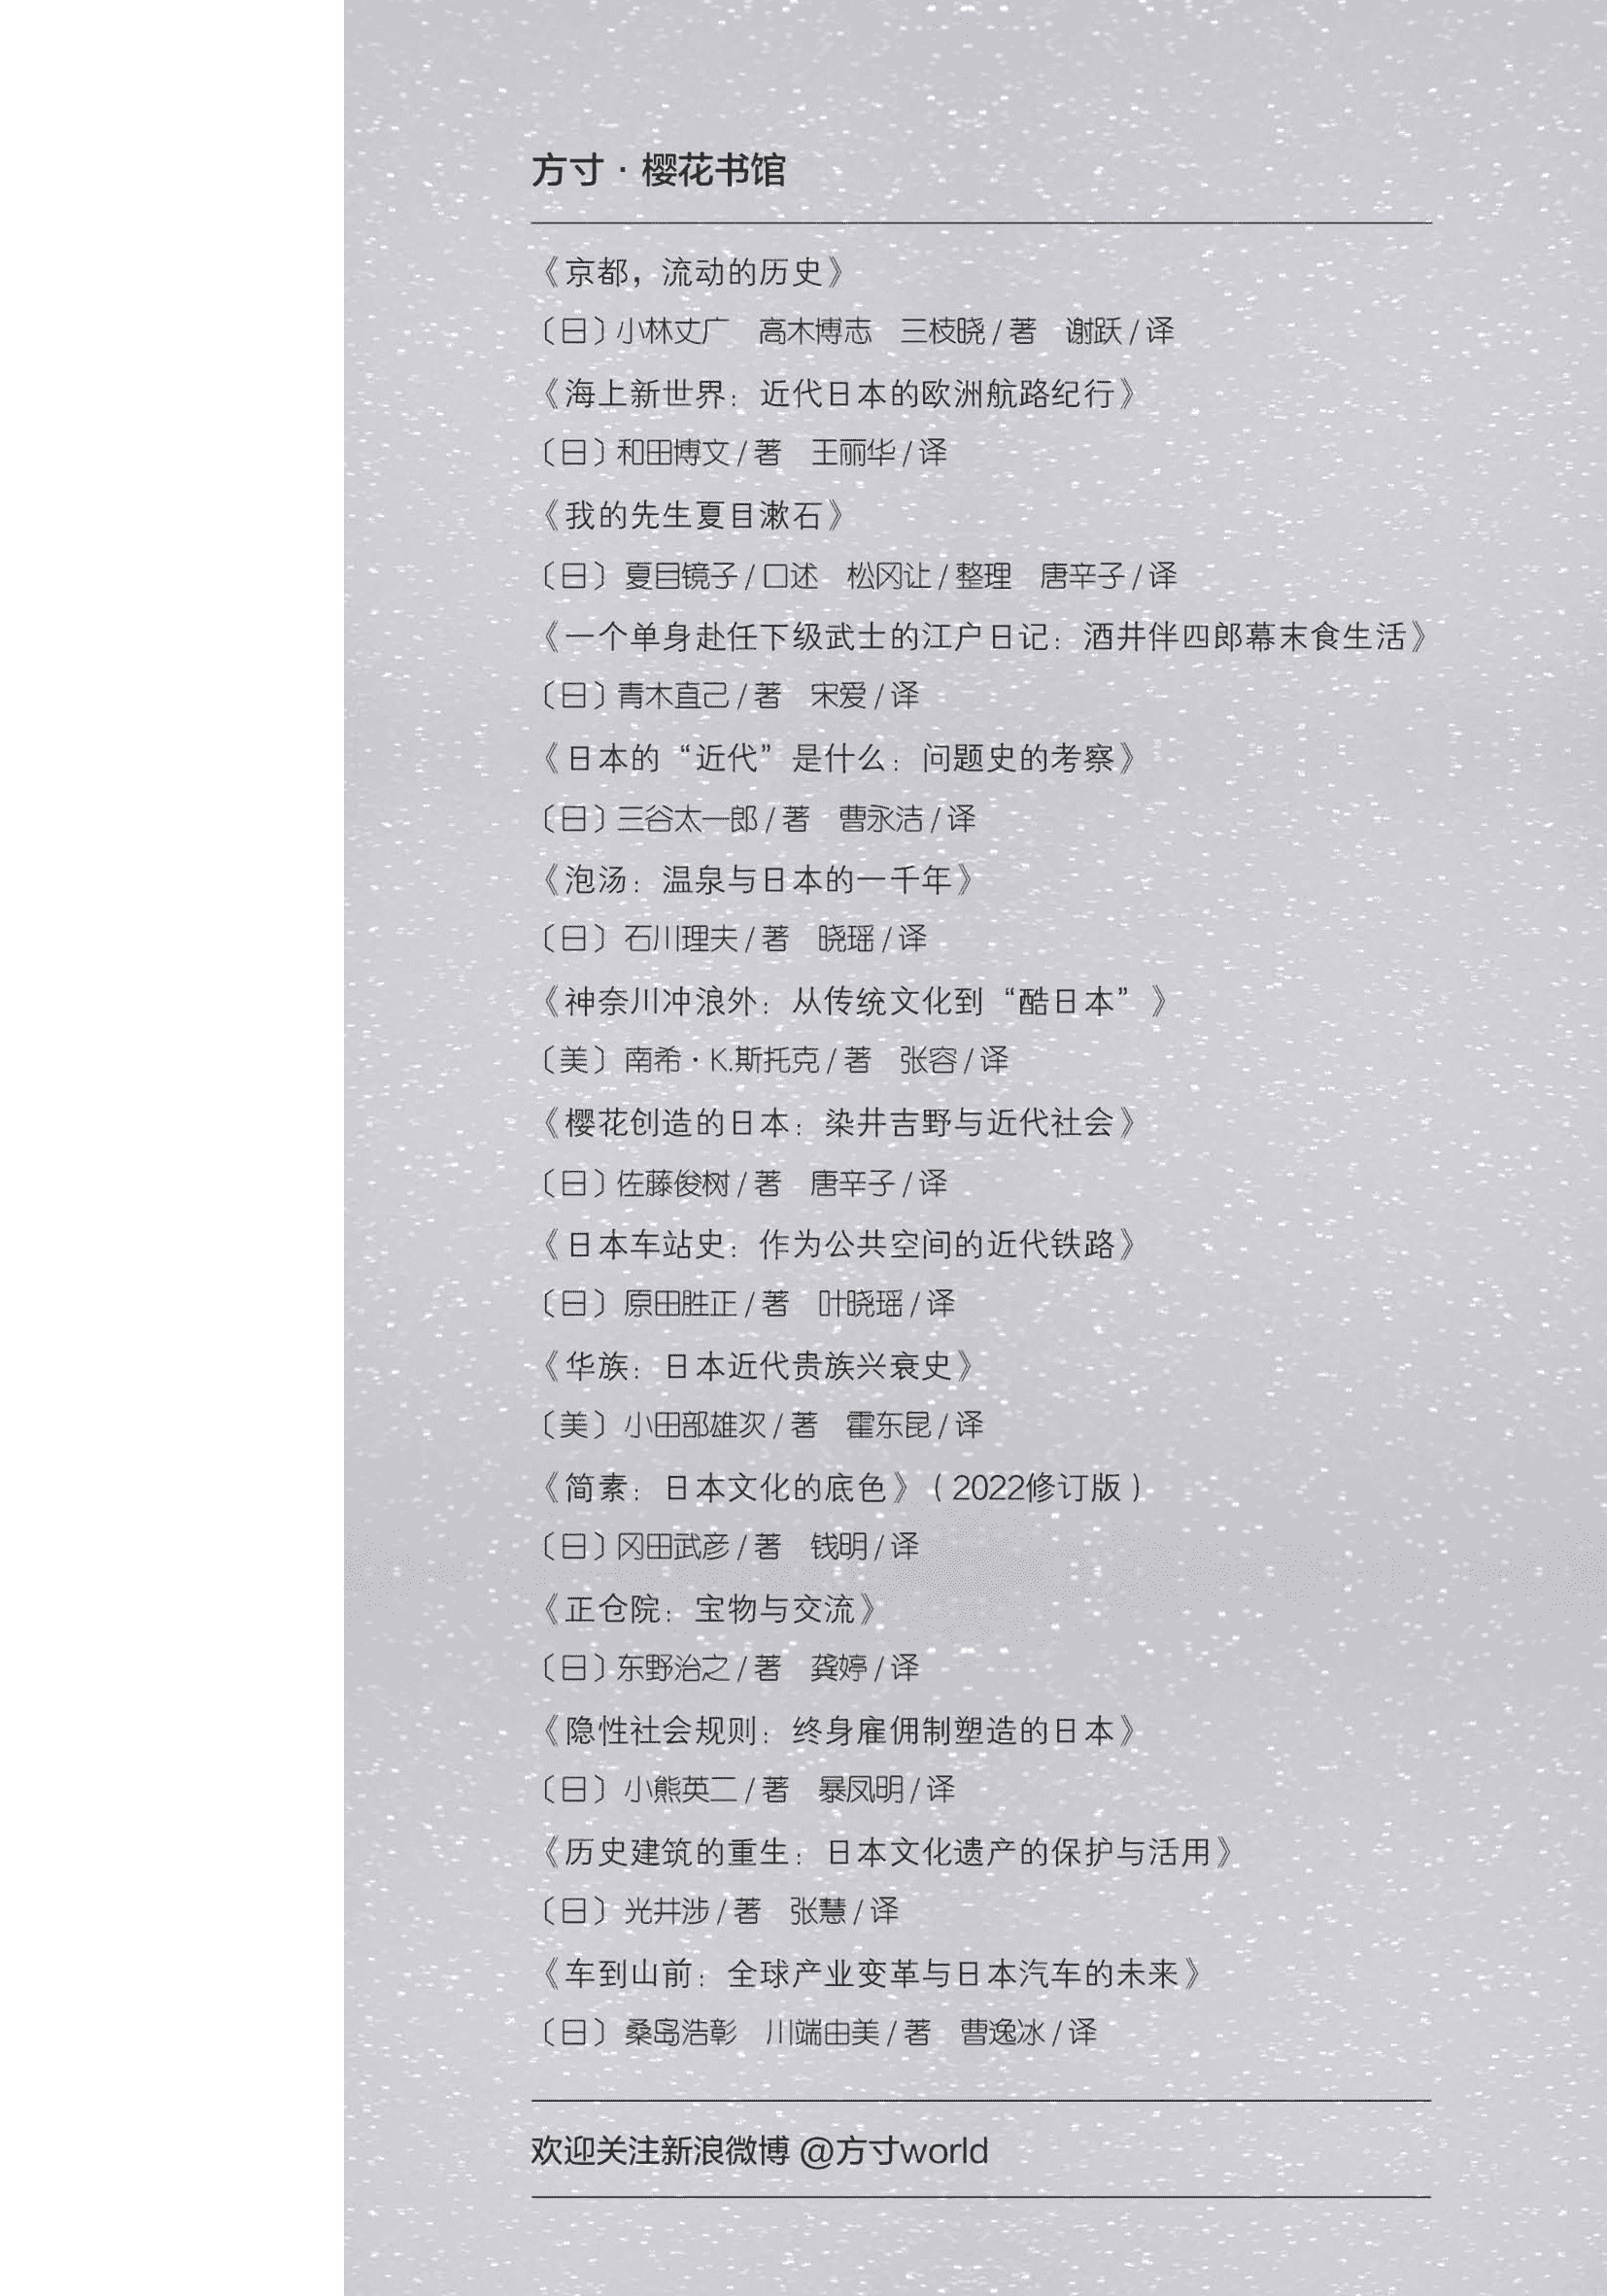 方寸·樱花书馆
《京都，流动的历史》
〔日〕小林丈广　高木博志　三枝晓/著　谢跃/译
《海上新世界：近代日本的欧洲航路纪行》
〔日〕和田博文/著　王丽华/译
《我的先生夏目漱石》
〔日〕夏目镜子/口述　松冈让/整理　唐辛子/译
《一个单身赴任下级武士的江户日记：酒井伴四郎幕末食生活》
〔日〕青木直己/著　宋爱/译
《日本的“近代”是什么：问题史的考察》
〔日〕三谷太一郎/著　曹永洁/译
《泡汤：温泉与日本的一千年》
〔日〕石川理夫/著　晓瑶/译
《神奈川冲浪外：从传统文化到“酷日本”》
〔美〕南希·K.斯托克/著　张容/译
《樱花创造的日本：染井吉野与近代社会》
〔日〕佐藤俊树/著　唐辛子/译
《日本车站史：作为公共空间的近代铁路》
〔日〕原田胜正/著　叶晓瑶/译
《华族：日本近代贵族兴衰史》
〔美〕小田部雄次/著　霍东昆/译
《简素：日本文化的底色》（2022修订版）
〔日〕冈田武彦/著　钱明/译
《正仓院：宝物与交流》
〔日〕东野治之/著　龚婷/译
《隐性社会规则：终身雇佣制塑造的日本》
〔日〕小熊英二/著　暴凤明/译
《历史建筑的重生：日本文化遗产的保护与活用》
〔日〕光井涉/著　张慧/译
《车到山前：全球产业变革与日本汽车的未来》
〔日〕桑岛浩彰　川端由美/著　曹逸冰/译
欢迎关注新浪微博 @方寸world